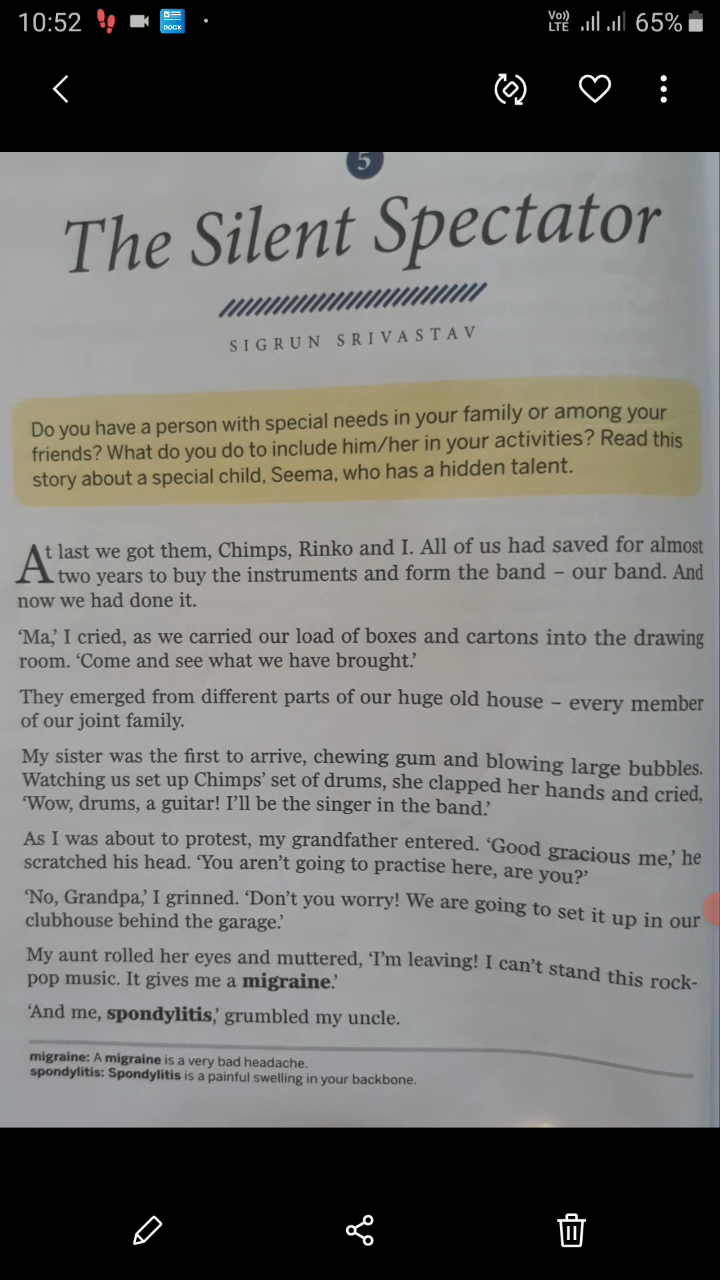 10:52
DOCX
Vo))
LTE
65%
5
The Silent Spectator
SIGRUN SRIVASTAV
Do you have a person with special needs in your family or among your
friends? What do you do to include him/her in your activities? Read this
story about a special child, Seema, who has a hidden talent.
At last we got them, Chimps, Rinko and I. All of us had saved for almost
two years to buy the instruments and form the band – our band. And
now we had done it.
‘Ma,’ I cried, as we carried our load of boxes and cartons into the drawing
room. ‘Come and see what we have brought.’
They emerged from different parts of our huge old house – every member
of our joint family.
My sister was the first to arrive, chewing gum and blowing large bubbles.
Watching us set up Chimps’ set of drums, she clapped her hands and cried,
‘Wow, drums, a guitar! I’ll be the singer in the band.’
As I was about to protest, my grandfather entered. ‘Good gracious me,’ he
scratched his head. ‘You aren’t going to practise here, are you?’
‘No, Grandpa,’ I grinned. ‘Don’t you worry! We are going to set it up in our
clubhouse behind the garage.’
My aunt rolled her eyes and muttered, ‘I’m leaving! I can’t stand this rock-
pop music. It gives me a migraine.’
‘And me, spondylitis,’ grumbled my uncle.
migraine: A migraine is a very bad headache.
spondylitis: Spondylitis is a painful swelling in your backbone.